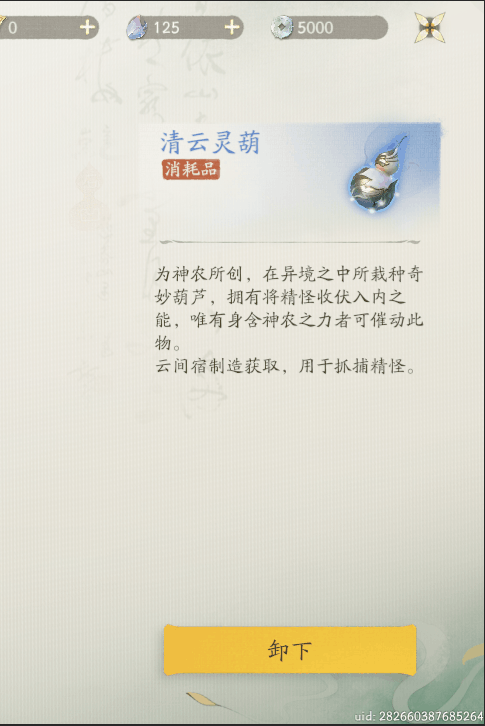 0
125
5000
清云灵葫
消耗品
为神农所创，在异境之中所栽种奇
妙葫芦，拥有将精怪收伏入内之
能，唯有身含神农之力者可催动此
物。
云间宿制造获取，用于抓捕精怪。
卸下
uid: 282660387685264